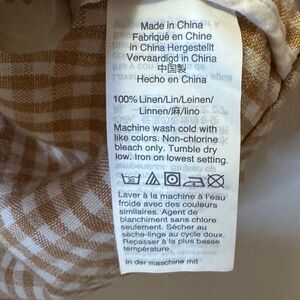 Made in China
Fabriqué en Chine
in China Hergestellt
Vervaardigd in China
中国製
Hecho en China
100% Linen/Lin/Leinen/
Linnen/麻/lino
Machine wash cold with
like colors. Non-chlorine
bleach only. Tumble dry
low. Iron on lowest setting.
Laver à la machine à l'eau
froide avec des couleurs
similaires. Agent de
blanchiment sans chlore
seulement. Sécher au
séchage au cycle doux.
Repasser à la plus basse
température.
In der maschine mit